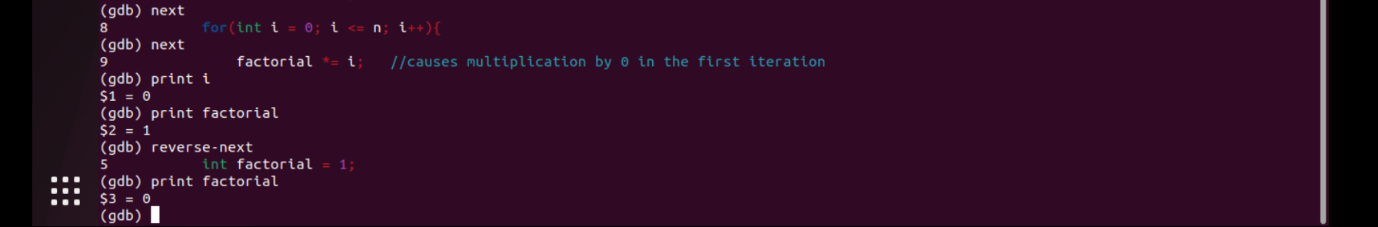 (gdb) next
8 for(int i = 0; i <= n; i++){
(gdb) next
9 factorial *= i; //causes multiplication by 0 in the first iteration
(gdb) print i
$1 = 0
(gdb) print factorial
$2 = 1
(gdb) reverse-next
5 int factorial = 1;
(gdb) print factorial
$3 = 0
(gdb)